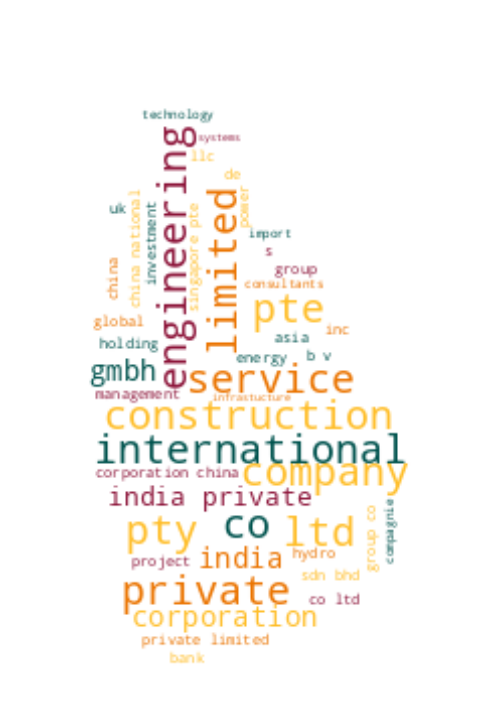 technology
systems
engineering
llc
de
limited
power
uk
china national
investment
singapore pte
import
s
china
group
consultants
pte
global
inc
holding
asia
energy
b v
gmbh
service
management
infrastucture
construction
international
corporation china
company
india private
co
pty
ltd
group co
compagnie
project
india
hydro
sdn bhd
private
co ltd
corporation
private limited
bank